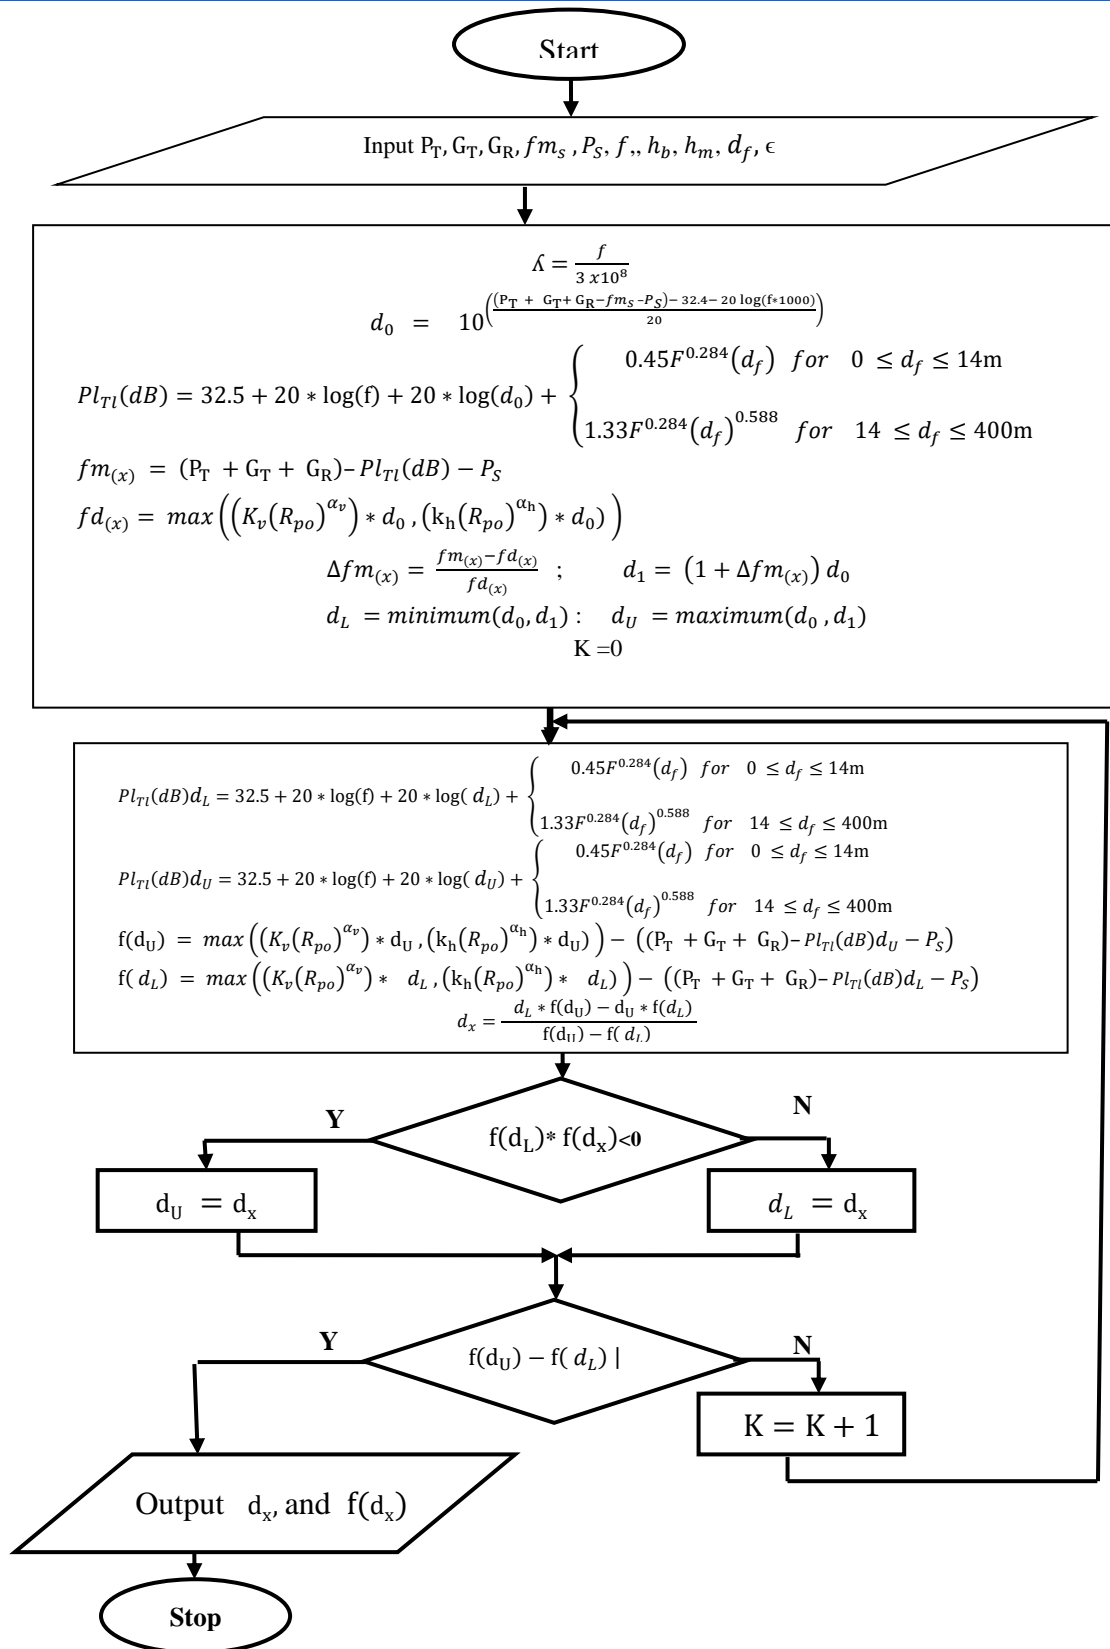 Start
Input P_T, G_T, G_R, fm_s , P_S, f,, h_b, h_m, d_f, ϵ
ʎ = f / 3 x10^8
d_0 = 10^(((P_T + G_T+ G_R−fm_S−P_S)− 32.4− 20 log(f∗1000)) / 20)
Pl_Tl(dB) = 32.5 + 20 ∗ log(f) + 20 ∗ log(d_0) + { 0.45F^0.284(d_f) for 0 ≤ d_f ≤ 14m
1.33F^0.284(d_f)^0.588 for 14 ≤ d_f ≤ 400m
fm_(x) = (P_T + G_T + G_R)– Pl_Tl(dB) − P_S
fd_(x) = max((K_v(R_po)^α_v) ∗ d_0 , (k_h(R_po)^α_h) ∗ d_0))
Δfm_(x) = (fm_(x)−fd_(x)) / fd_(x) ; d_1 = (1 + Δfm_(x)) d_0
d_L = minimum(d_0, d_1) : d_U = maximum(d_0 , d_1)
K =0
Pl_Tl(dB)d_L = 32.5 + 20 ∗ log(f) + 20 ∗ log( d_L) + { 0.45F^0.284(d_f) for 0 ≤ d_f ≤ 14m
1.33F^0.284(d_f)^0.588 for 14 ≤ d_f ≤ 400m
Pl_Tl(dB)d_U = 32.5 + 20 ∗ log(f) + 20 ∗ log( d_U) + { 0.45F^0.284(d_f) for 0 ≤ d_f ≤ 14m
1.33F^0.284(d_f)^0.588 for 14 ≤ d_f ≤ 400m
f(d_U) = max((K_v(R_po)^α_v) ∗ d_U , (k_h(R_po)^α_h) ∗ d_U)) − ((P_T + G_T + G_R)– Pl_Tl(dB)d_U − P_S)
f( d_L) = max((K_v(R_po)^α_v) ∗ d_L , (k_h(R_po)^α_h) ∗ d_L)) − ((P_T + G_T + G_R)– Pl_Tl(dB)d_L − P_S)
d_x = (d_L ∗ f(d_U) − d_U ∗ f(d_L)) / (f(d_U) − f( d_L))
Y
N
f(d_L)* f(d_x)<0
d_U = d_x
d_L = d_x
Y
N
f(d_U) − f( d_L) |
K = K + 1
Output d_x, and f(d_x)
Stop